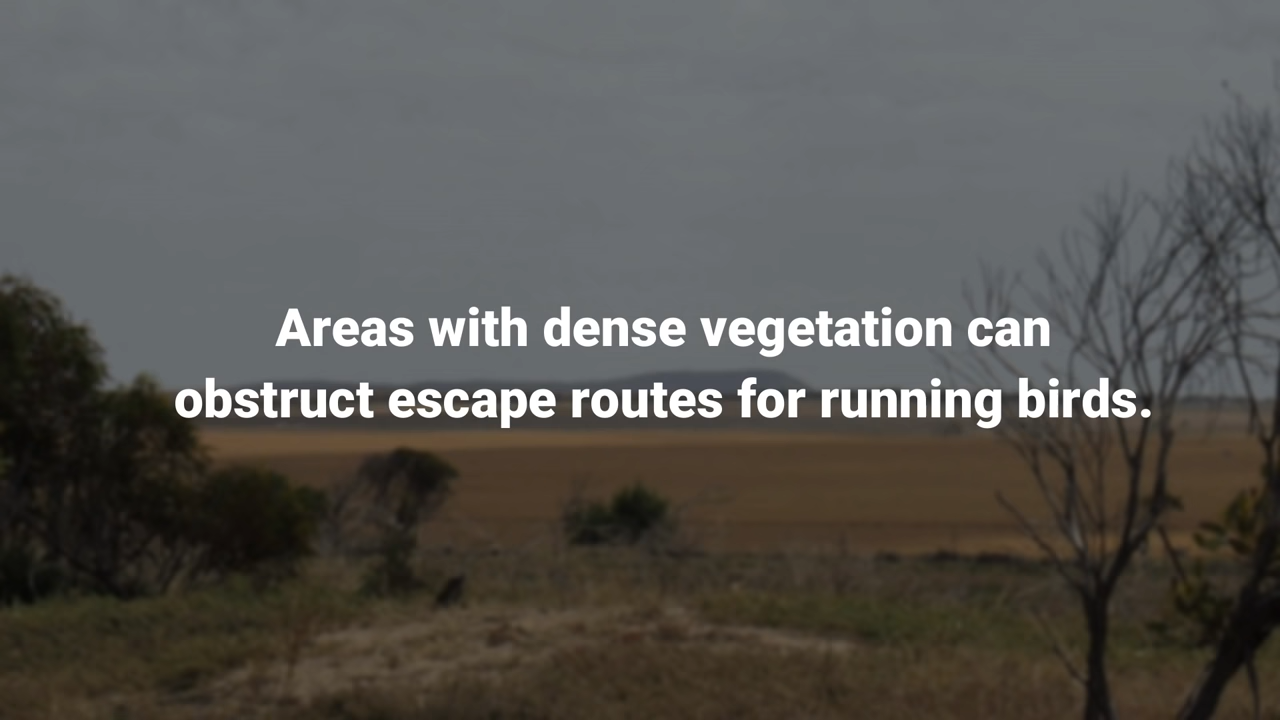 Areas with dense vegetation can
obstruct escape routes for running birds.